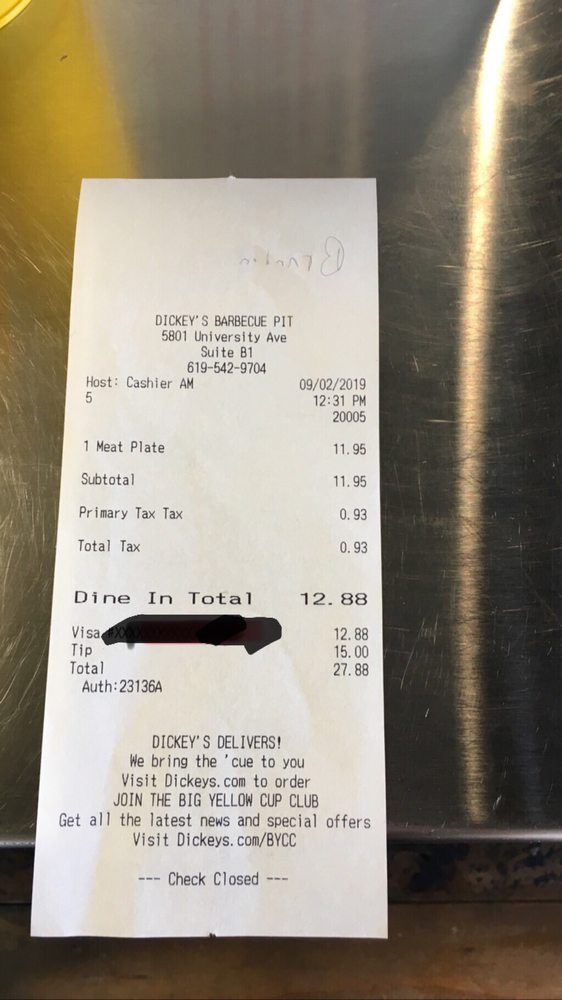 DICKEY'S BARBECUE PIT
5801 University Ave
Suite B1
619-542-9704
Host: Cashier AM 09/02/2019
5 12:31 PM
20005
1 Meat Plate 11.95
Subtotal 11.95
Primary Tax Tax 0.93
Total Tax 0.93
Dine In Total 12.88
Visa 12.88
Tip 15.00
Total 27.88
Auth:23136A
DICKEY'S DELIVERS!
We bring the 'cue to you
Visit Dickeys.com to order
JOIN THE BIG YELLOW CUP CLUB
Get all the latest news and special offers
Visit Dickeys.com/BYCC
--- Check Closed ---